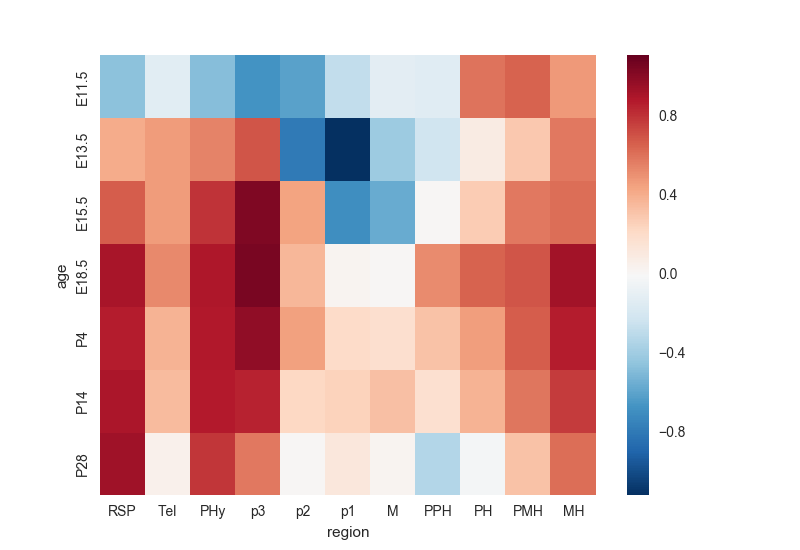 age
E11.5
E13.5
E15.5
E18.5
P4
P14
P28
RSP Tel PHy p3 p2 p1 M PPH PH PMH MH
region
0.8
0.4
0.0
−0.4
−0.8